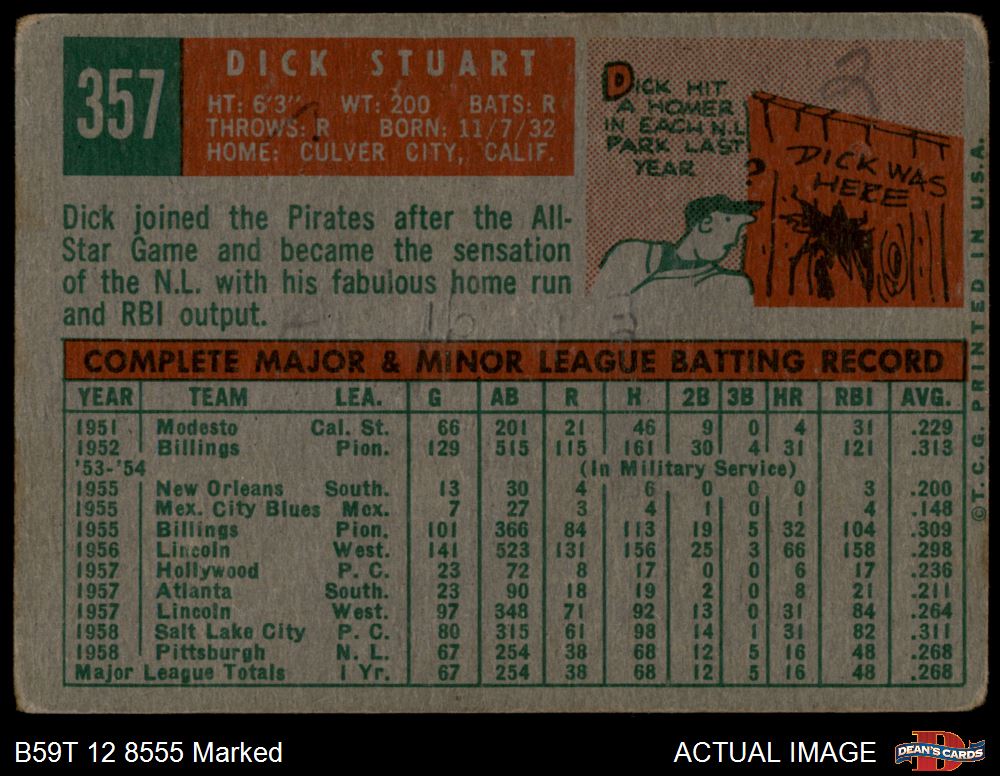 357
DICK STUART
HT: 6'3" WT: 200 BATS: R
THROWS: R BORN: 11/7/32
HOME: CULVER CITY, CALIF.
DICK HIT
A HOMER
IN EACH N.L.
PARK LAST
YEAR
3
?
DICK WAS
HERE
Dick joined the Pirates after the All-
Star Game and became the sensation
of the N.L. with his fabulous home run
and RBI output.
COMPLETE MAJOR & MINOR LEAGUE BATTING RECORD
YEAR TEAM LEA. G AB R H 2B 3B HR RBI AVG.
1951 Modesto Cal. St. 66 201 21 46 9 0 4 31 .229
1952 Billings Pion. 129 515 115 161 30 4 31 121 .313
'53-'54 (In Military Service)
1955 New Orleans South. 13 30 4 6 0 0 0 3 .200
1955 Mex. City Blues Mex. 7 27 3 4 1 0 1 4 .148
1955 Billings Pion. 101 366 84 113 19 5 32 104 .309
1956 Lincoln West. 141 523 131 156 25 3 66 158 .298
1957 Hollywood P. C. 23 72 8 17 0 0 6 17 .236
1957 Atlanta South. 23 90 18 19 2 0 8 21 .211
1957 Lincoln West. 97 348 71 92 13 0 31 84 .264
1958 Salt Lake City P. C. 80 315 61 98 14 1 31 82 .311
1958 Pittsburgh N. L. 67 254 38 68 12 5 16 48 .268
Major League Totals 1 Yr. 67 254 38 68 12 5 16 48 .268
©T.C.G. PRINTED IN U.S.A.
B59T 12 8555 Marked
ACTUAL IMAGE
DEAN'S CARDS